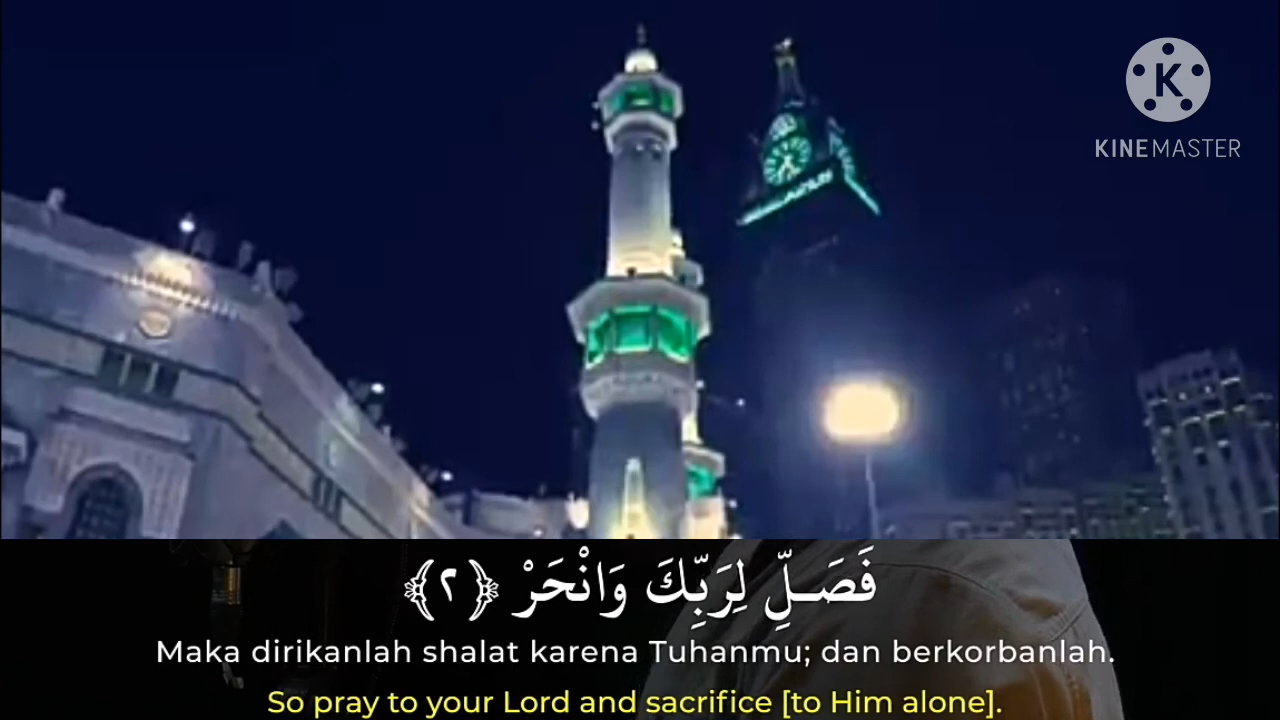 K
KINEMASTER
فَصَلِّ لِرَبِّكَ وَانْحَرْ ﴿٢﴾
Maka dirikanlah shalat karena Tuhanmu; dan berkorbanlah.
So pray to your Lord and sacrifice [to Him alone].